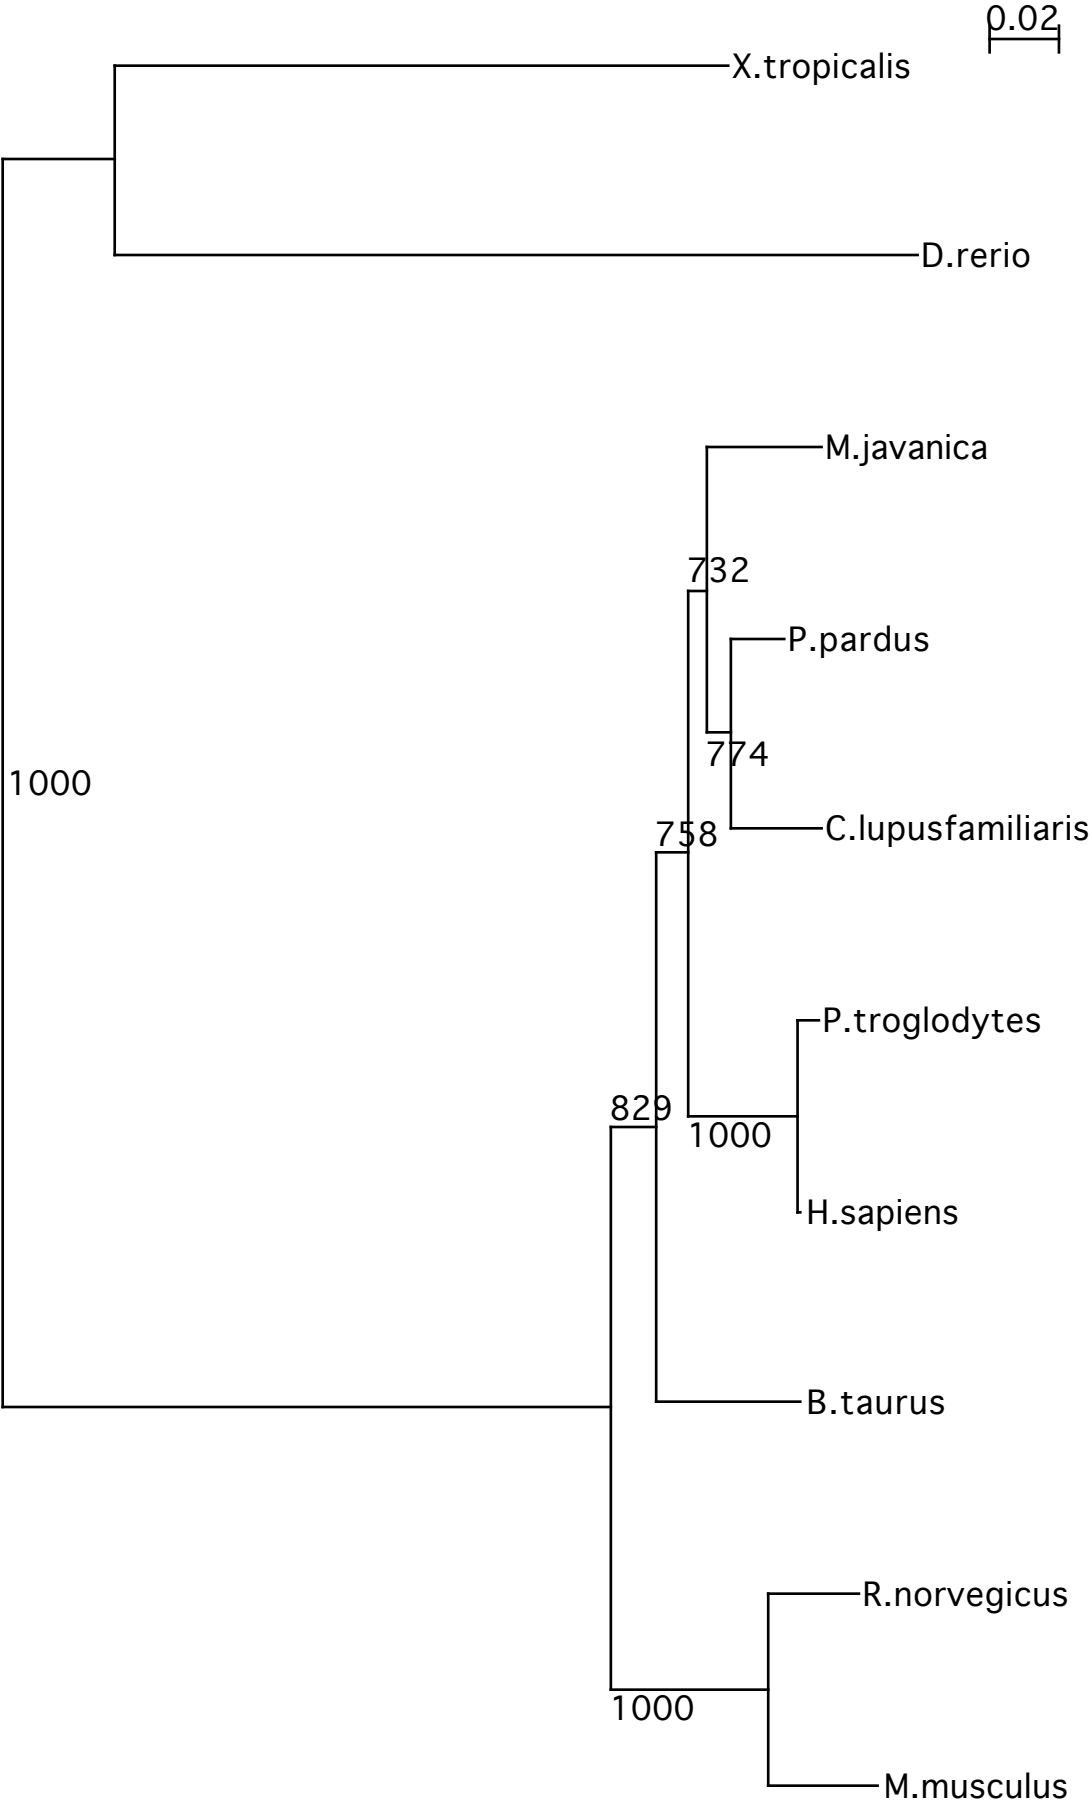 0.02
X.tropicalis
D.rerio
M.javanica
732
P.pardus
774
1000
C.lupusfamiliaris
758
P.troglodytes
829
1000
H.sapiens
B.taurus
R.norvegicus
1000
M.musculus